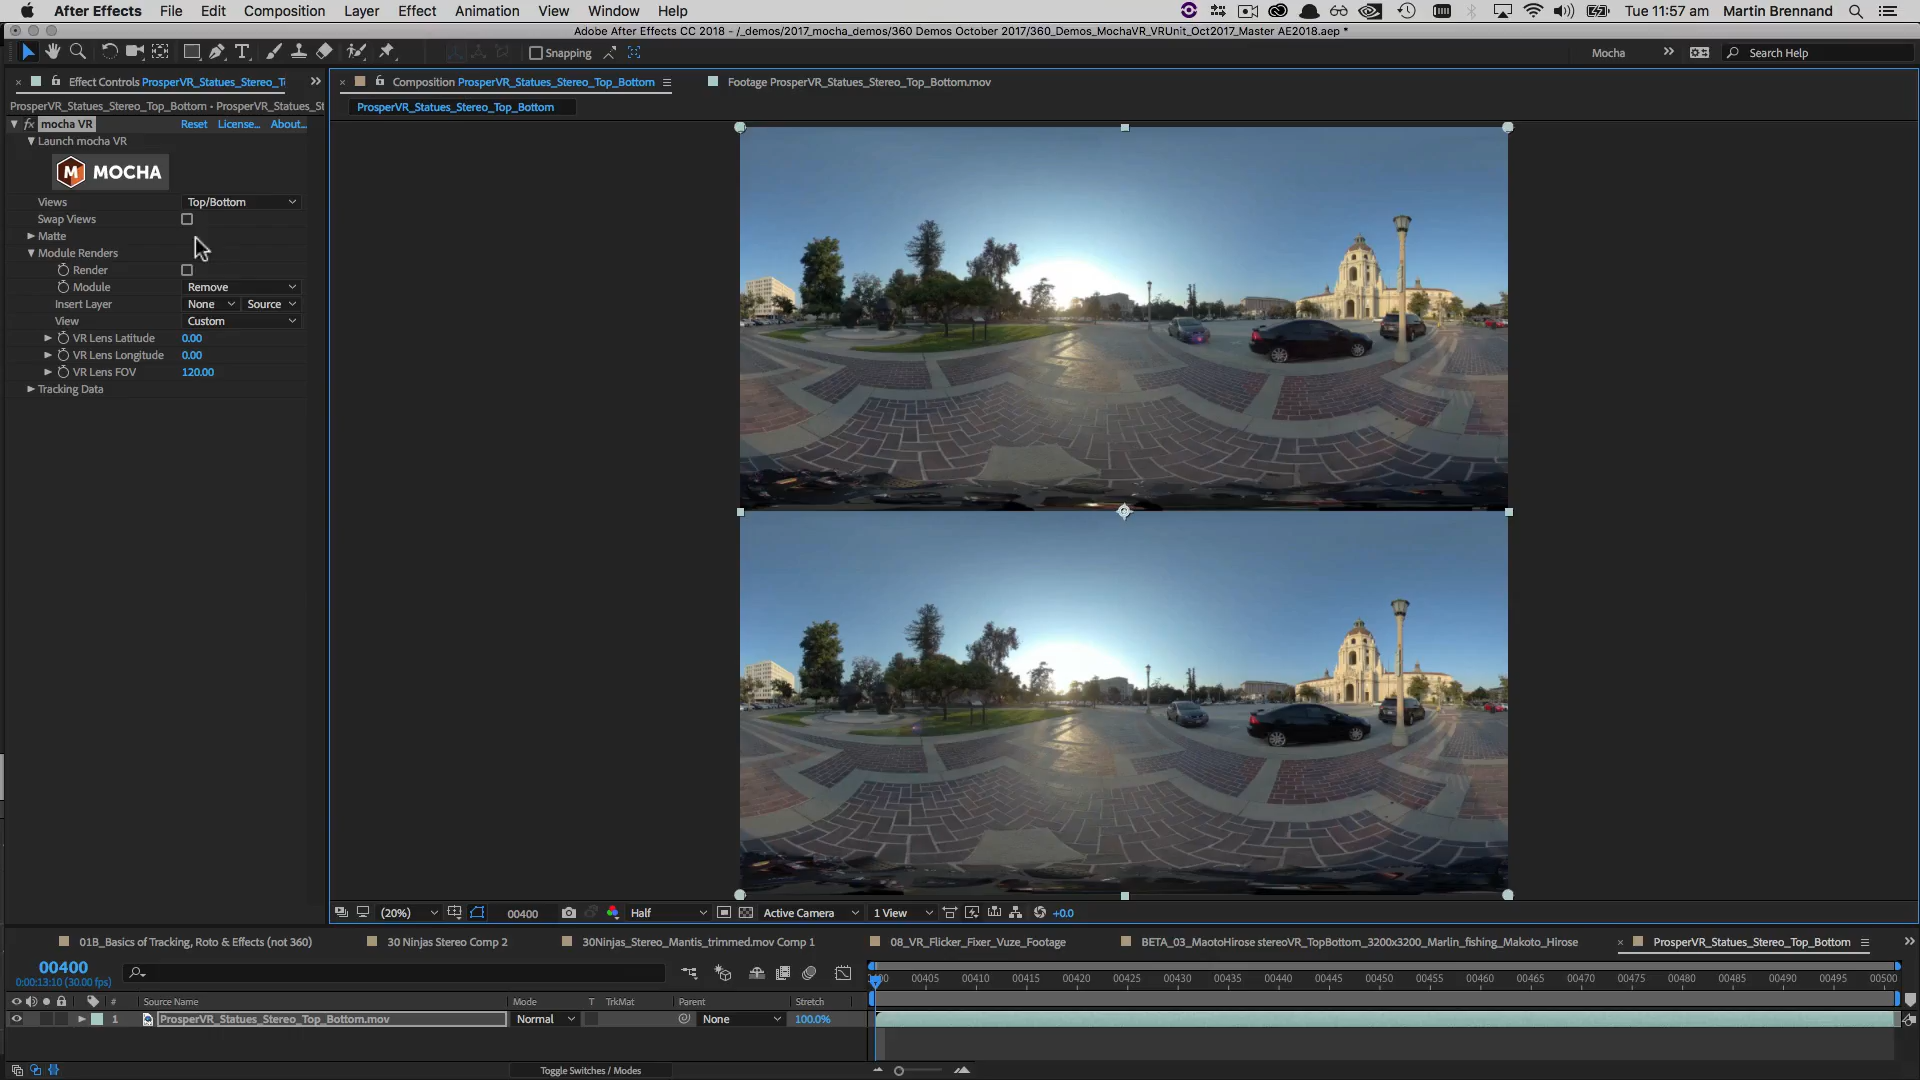 After Effects File Edit Composition Layer Effect Animation View Window Help Tue 11:57 am Martin Brennand
Adobe After Effects CC 2018 - /_demos/2017_mocha_demos/360 Demos October 2017/360_Demos_MochaVR_VRUnit_Oct2017_Master AE2018.aep *
Snapping Mocha Search Help
Effect Controls ProsperVR_Statues_Stereo_T Composition ProsperVR_Statues_Stereo_Top_Bottom Footage ProsperVR_Statues_Stereo_Top_Bottom.mov
ProsperVR_Statues_Stereo_Top_Bottom • ProsperVR_Statues_St ProsperVR_Statues_Stereo_Top_Bottom
fx mocha VR Reset License... About...
Launch mocha VR
M MOCHA
Views Top/Bottom
Swap Views
Matte
Module Renders
Render
Module Remove
Insert Layer None Source
View Custom
VR Lens Latitude 0.00
VR Lens Longitude 0.00
VR Lens FOV 120.00
Tracking Data
(20%) 00400 Half Active Camera 1 View +0.0
01B_Basics of Tracking, Roto & Effects (not 360) 30 Ninjas Stereo Comp 2 30Ninjas_Stereo_Mantis_trimmed.mov Comp 1 08_VR_Flicker_Fixer_Vuze_Footage BETA_03_MaotoHirose stereoVR_TopBottom_3200x3200_Marlin_fishing_Makoto_Hirose ProsperVR_Statues_Stereo_Top_Bottom
00400
0:00:13:10 (30.00 fps)
00405 00410 00415 00420 00425 00430 00435 00440 00445 00450 00455 00460 00465 00470 00475 00480 00485 00490 00495 00500
# Source Name Mode T TrkMat Parent Stretch
1 ProsperVR_Statues_Stereo_Top_Bottom.mov Normal None 100.0%
Toggle Switches / Modes